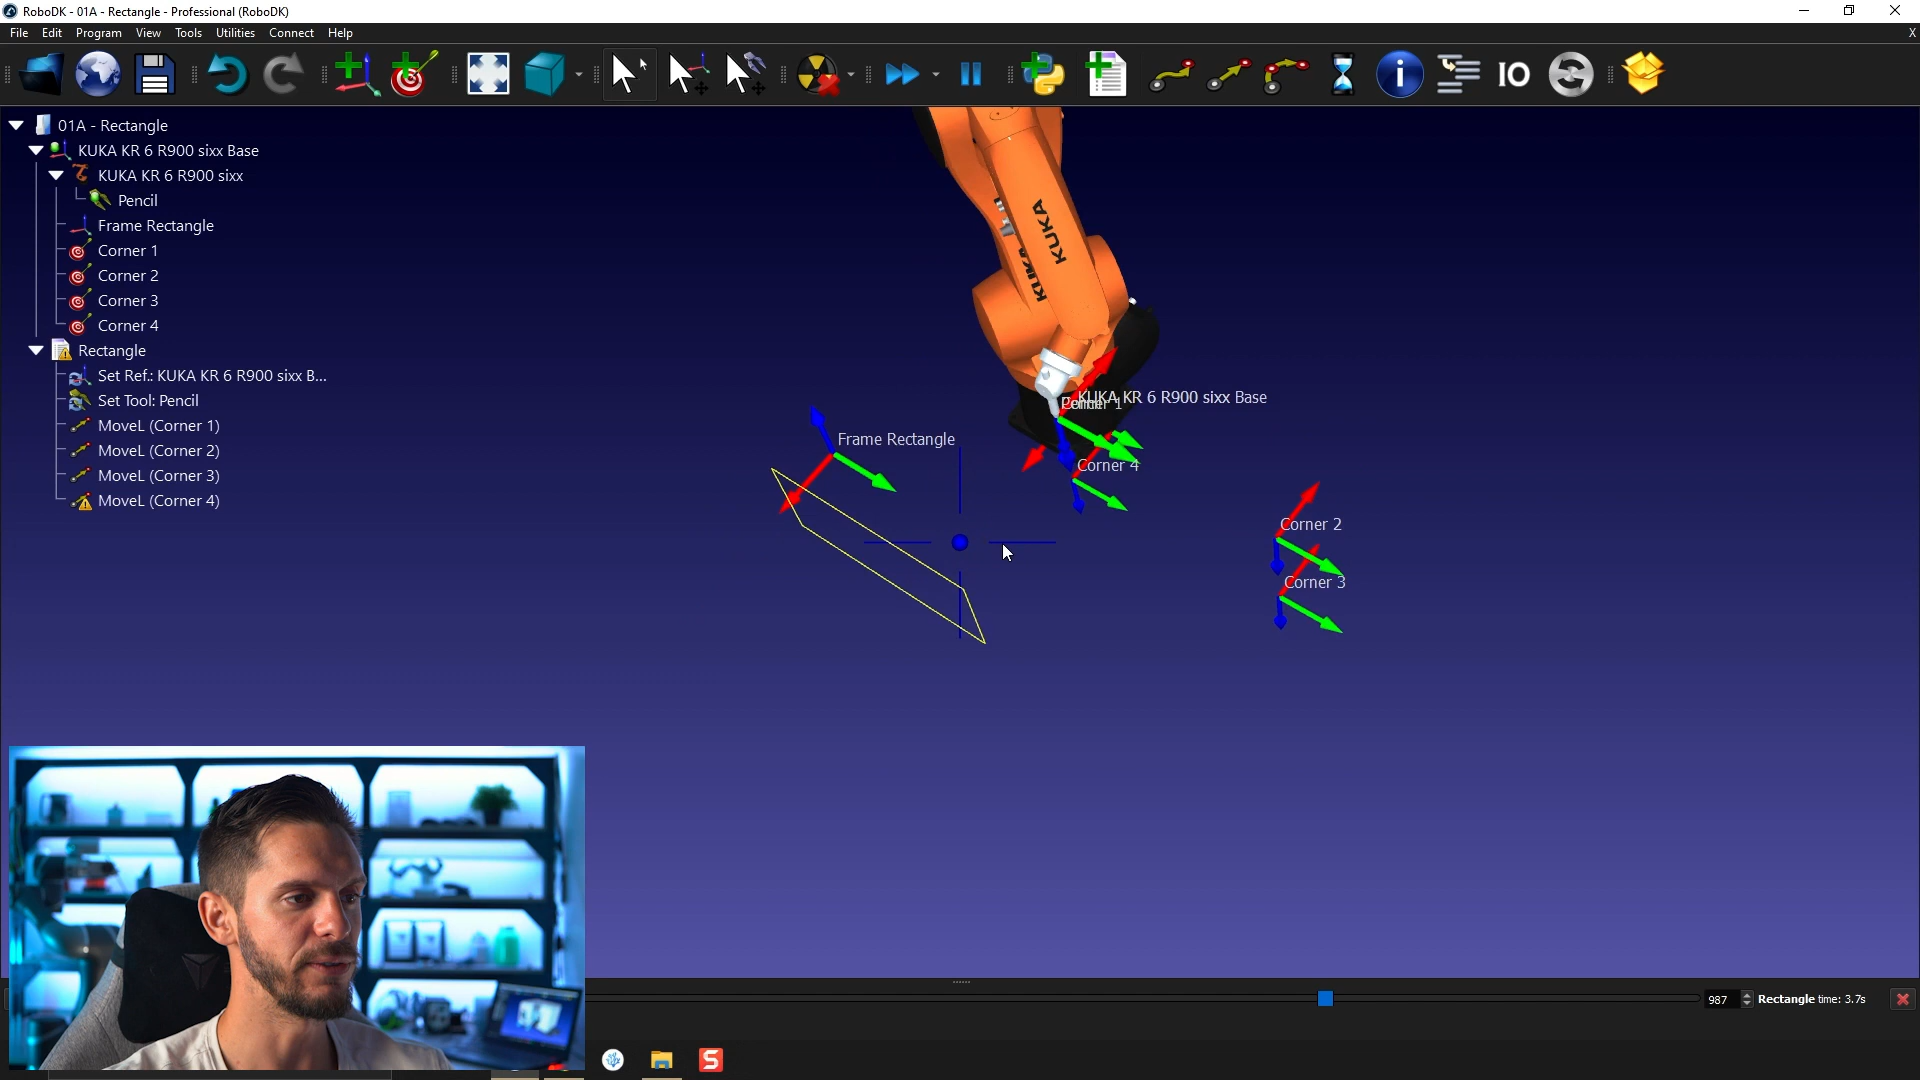 RoboDK - 01A - Rectangle - Professional (RoboDK)
File Edit Program View Tools Utilities Connect Help
X
IO
01A - Rectangle
KUKA KR 6 R900 sixx Base
KUKA KR 6 R900 sixx
Pencil
Frame Rectangle
Corner 1
Corner 2
Corner 3
Corner 4
Rectangle
Set Ref.: KUKA KR 6 R900 sixx B...
Set Tool: Pencil
MoveL (Corner 1)
MoveL (Corner 2)
MoveL (Corner 3)
MoveL (Corner 4)
KUKA
KUKA
KUKA KR 6 R900 sixx Base
Corner 1
Frame Rectangle
Corner 4
Corner 2
Corner 3
987
Rectangle time: 3.7s
S